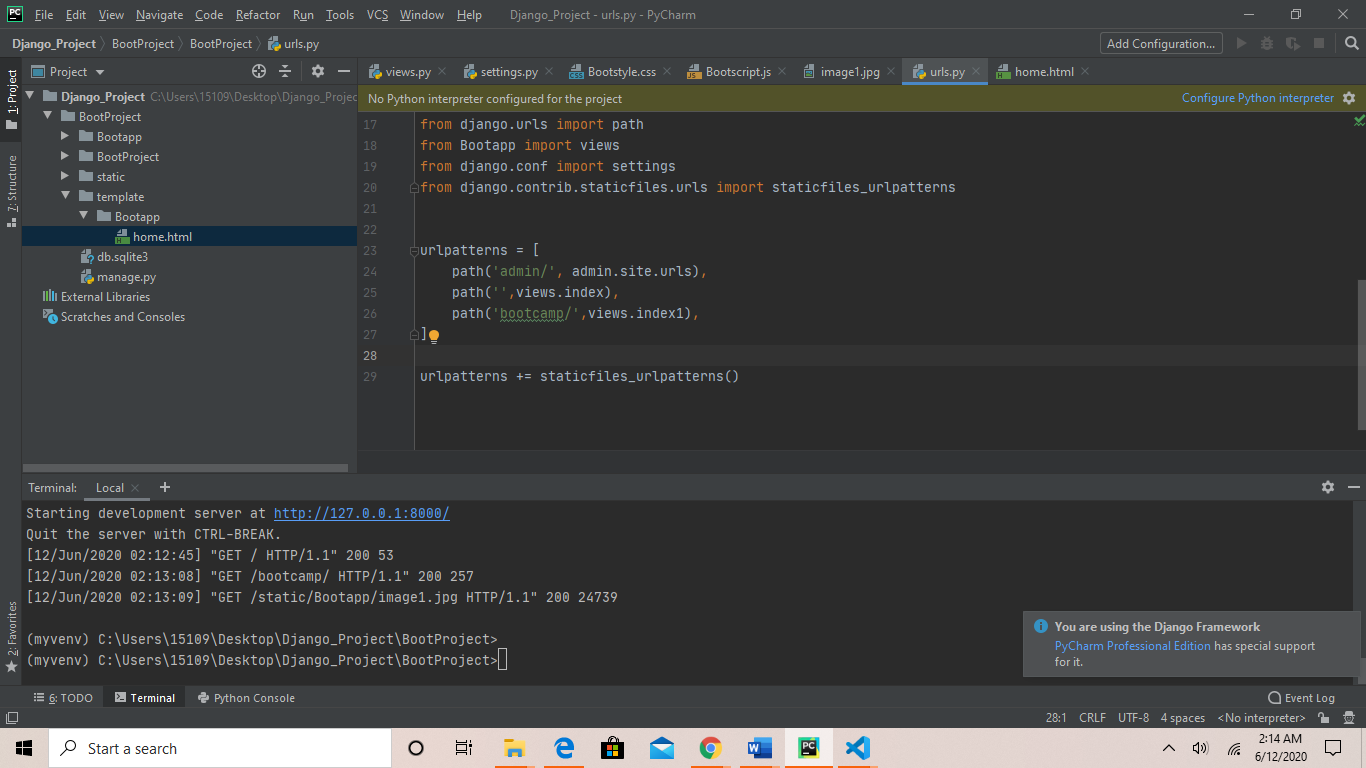 PC File Edit View Navigate Code Refactor Run Tools VCS Window Help Django_Project - urls.py - PyCharm
Django_Project BootProject BootProject urls.py Add Configuration...
1: Project
Project
views.py settings.py Bootstyle.css Bootscript.js image1.jpg urls.py home.html
Django_Project C:\Users\15109\Desktop\Django_Projec
BootProject
Bootapp
BootProject
static
template
Bootapp
home.html
db.sqlite3
manage.py
External Libraries
Scratches and Consoles
7: Structure
No Python interpreter configured for the project Configure Python interpreter
17 from django.urls import path
18 from Bootapp import views
19 from django.conf import settings
20 from django.contrib.staticfiles.urls import staticfiles_urlpatterns
21
22
23 urlpatterns = [
24 path('admin/', admin.site.urls),
25 path('',views.index),
26 path('bootcamp/',views.index1),
27 ]
28
29 urlpatterns += staticfiles_urlpatterns()
Terminal: Local +
Starting development server at http://127.0.0.1:8000/
Quit the server with CTRL-BREAK.
[12/Jun/2020 02:12:45] "GET / HTTP/1.1" 200 53
[12/Jun/2020 02:13:08] "GET /bootcamp/ HTTP/1.1" 200 257
[12/Jun/2020 02:13:09] "GET /static/Bootapp/image1.jpg HTTP/1.1" 200 24739
(myvenv) C:\Users\15109\Desktop\Django_Project\BootProject>
(myvenv) C:\Users\15109\Desktop\Django_Project\BootProject>
2: Favorites
You are using the Django Framework
PyCharm Professional Edition has special support
for it.
6: TODO Terminal Python Console Event Log
28:1 CRLF UTF-8 4 spaces <No interpreter>
Start a search
2:14 AM
6/12/2020